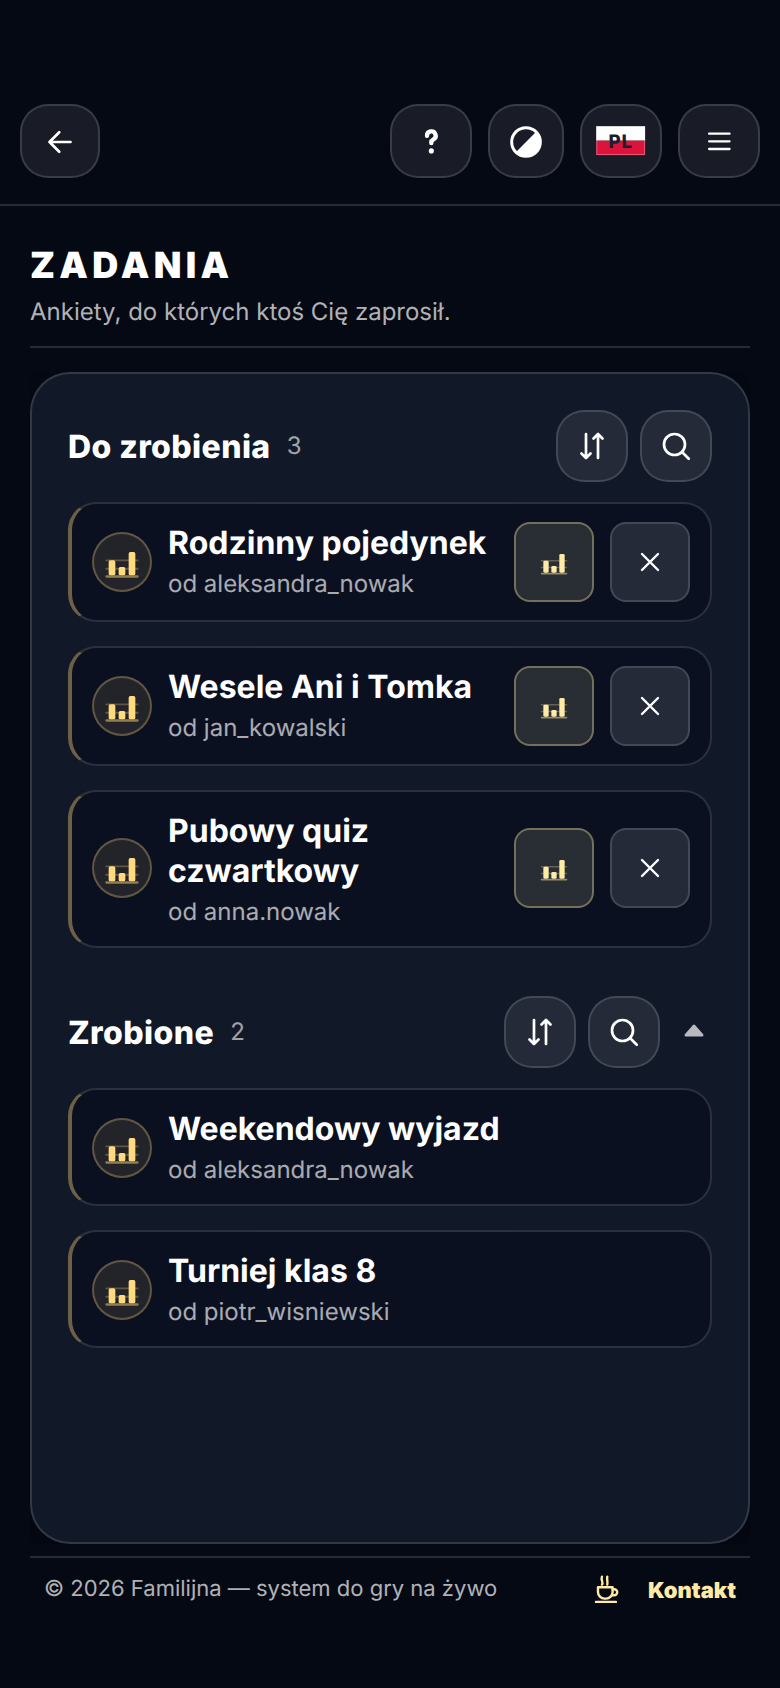 ?
PL
ZADANIA
Ankiety, do których ktoś Cię zaprosił.
Do zrobienia 3
Rodzinny pojedynek
od aleksandra_nowak
Wesele Ani i Tomka
od jan_kowalski
Pubowy quiz
czwartkowy
od anna.nowak
Zrobione 2
Weekendowy wyjazd
od aleksandra_nowak
Turniej klas 8
od piotr_wisniewski
© 2026 Familijna — system do gry na żywo
Kontakt